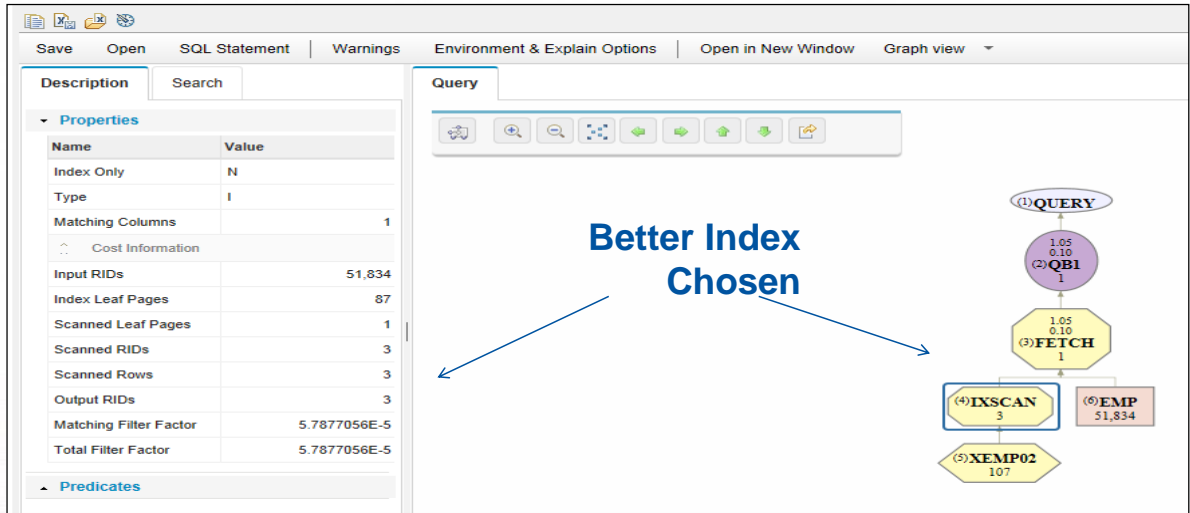 Save Open SQL Statement | Warnings Environment & Explain Options | Open in New Window Graph view
Description Search
Query
Properties
Name Value
Index Only N
Type I
Matching Columns 1
Cost Information
Input RIDs 51,834
Index Leaf Pages 87
Scanned Leaf Pages 1
Scanned RIDs 3
Scanned Rows 3
Output RIDs 3
Matching Filter Factor 5.7877056E-5
Total Filter Factor 5.7877056E-5
Predicates
Better Index
Chosen
(1)QUERY
1.05
0.10
(2)QB1
1
1.05
0.10
(3)FETCH
1
(4)IXSCAN
3
(6)EMP
51,834
(5)XEMP02
107